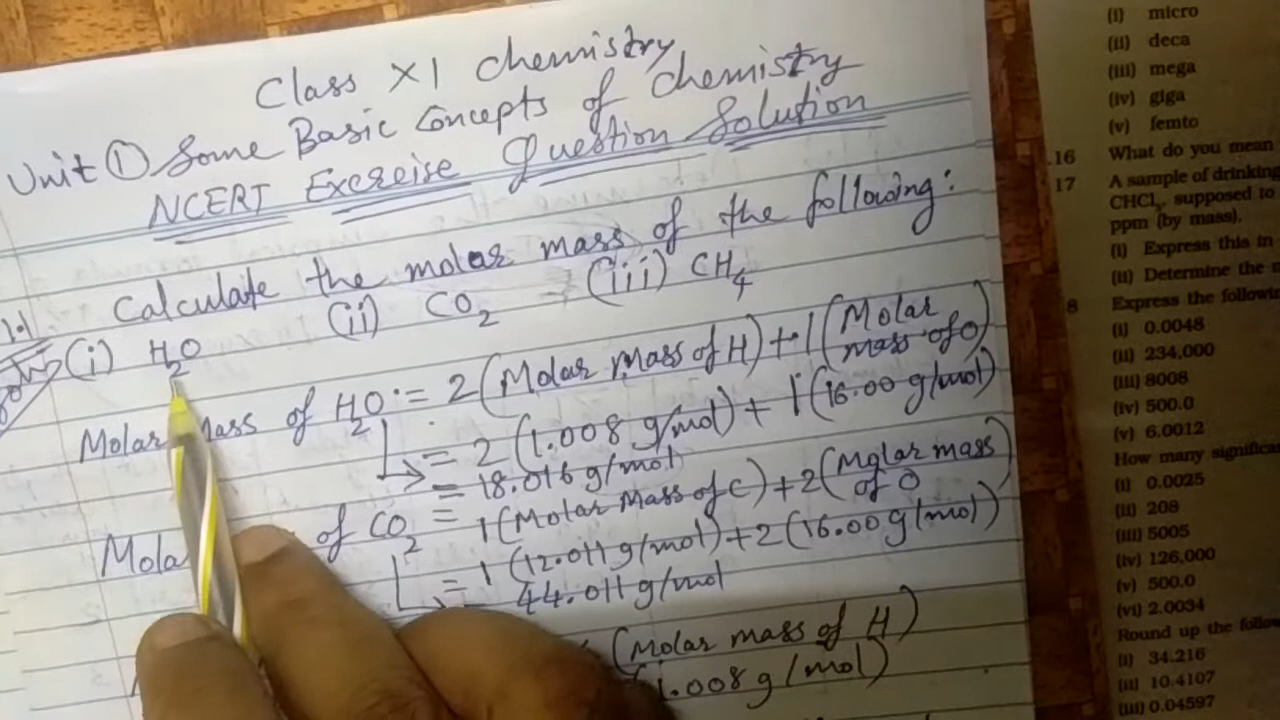 Class XI Chemistry
Unit ① Some Basic Concepts of Chemistry
NCERT Exercise Question Solution
1.1 Calculate the molar mass of the following:
(i) H₂O (ii) CO₂ (iii) CH₄
Molar Mass of H₂O = 2 (Molar Mass of H) + 1 (Molar mass of O)
= 2 (1.008 g/mol) + 1 (16.00 g/mol)
= 18.016 g/mol
Molar of CO₂ = 1 (Molar Mass of C) + 2 (Molar mass of O
= 1 (12.011 g/mol) + 2 (16.00 g/mol)
44.011 g/mol
(Molar mass of H)
(1.008 g/mol)
(i) micro
(ii) deca
(iii) mega
(iv) giga
(v) femto
.16 What do you mean
17 A sample of drinking
CHCl₃, supposed to
ppm (by mass).
(i) Express this in
(ii) Determine the
8 Express the
(i) 0.0048
(ii) 234,000
(iii) 8008
(iv) 500.0
(v) 6.0012
How many
(i) 0.0025
(ii) 208
(iii) 5005
(iv) 126,000
(v) 500.0
(vi) 2.0034
Round up the
(i) 34.216
(ii) 10.4107
(iii) 0.04597